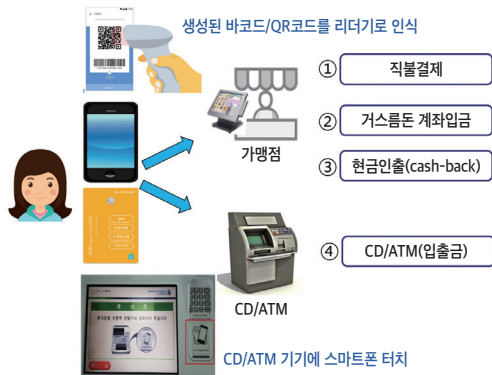 생성된 바코드/QR코드를 리더기로 인식
① 직불결제
② 거스름돈 계좌입금
가맹점
③ 현금인출(cash-back)
④ CD/ATM(입출금)
CD/ATM
휴 대 폰
CD/ATM 기기에 스마트폰 터치